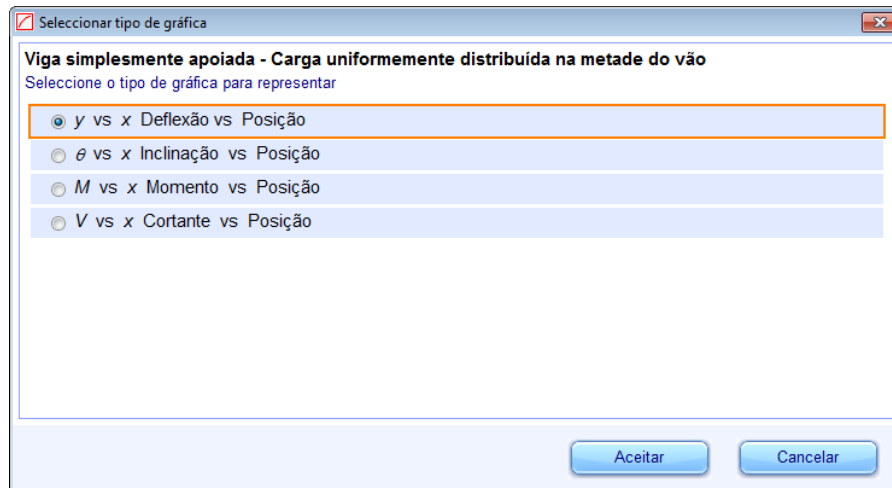 Seleccionar tipo de gráfica
Viga simplesmente apoiada - Carga uniformemente distribuída na metade do vão
Seleccione o tipo de gráfica para representar
y vs x Deflexão vs Posição
θ vs x Inclinação vs Posição
M vs x Momento vs Posição
V vs x Cortante vs Posição
Aceitar Cancelar